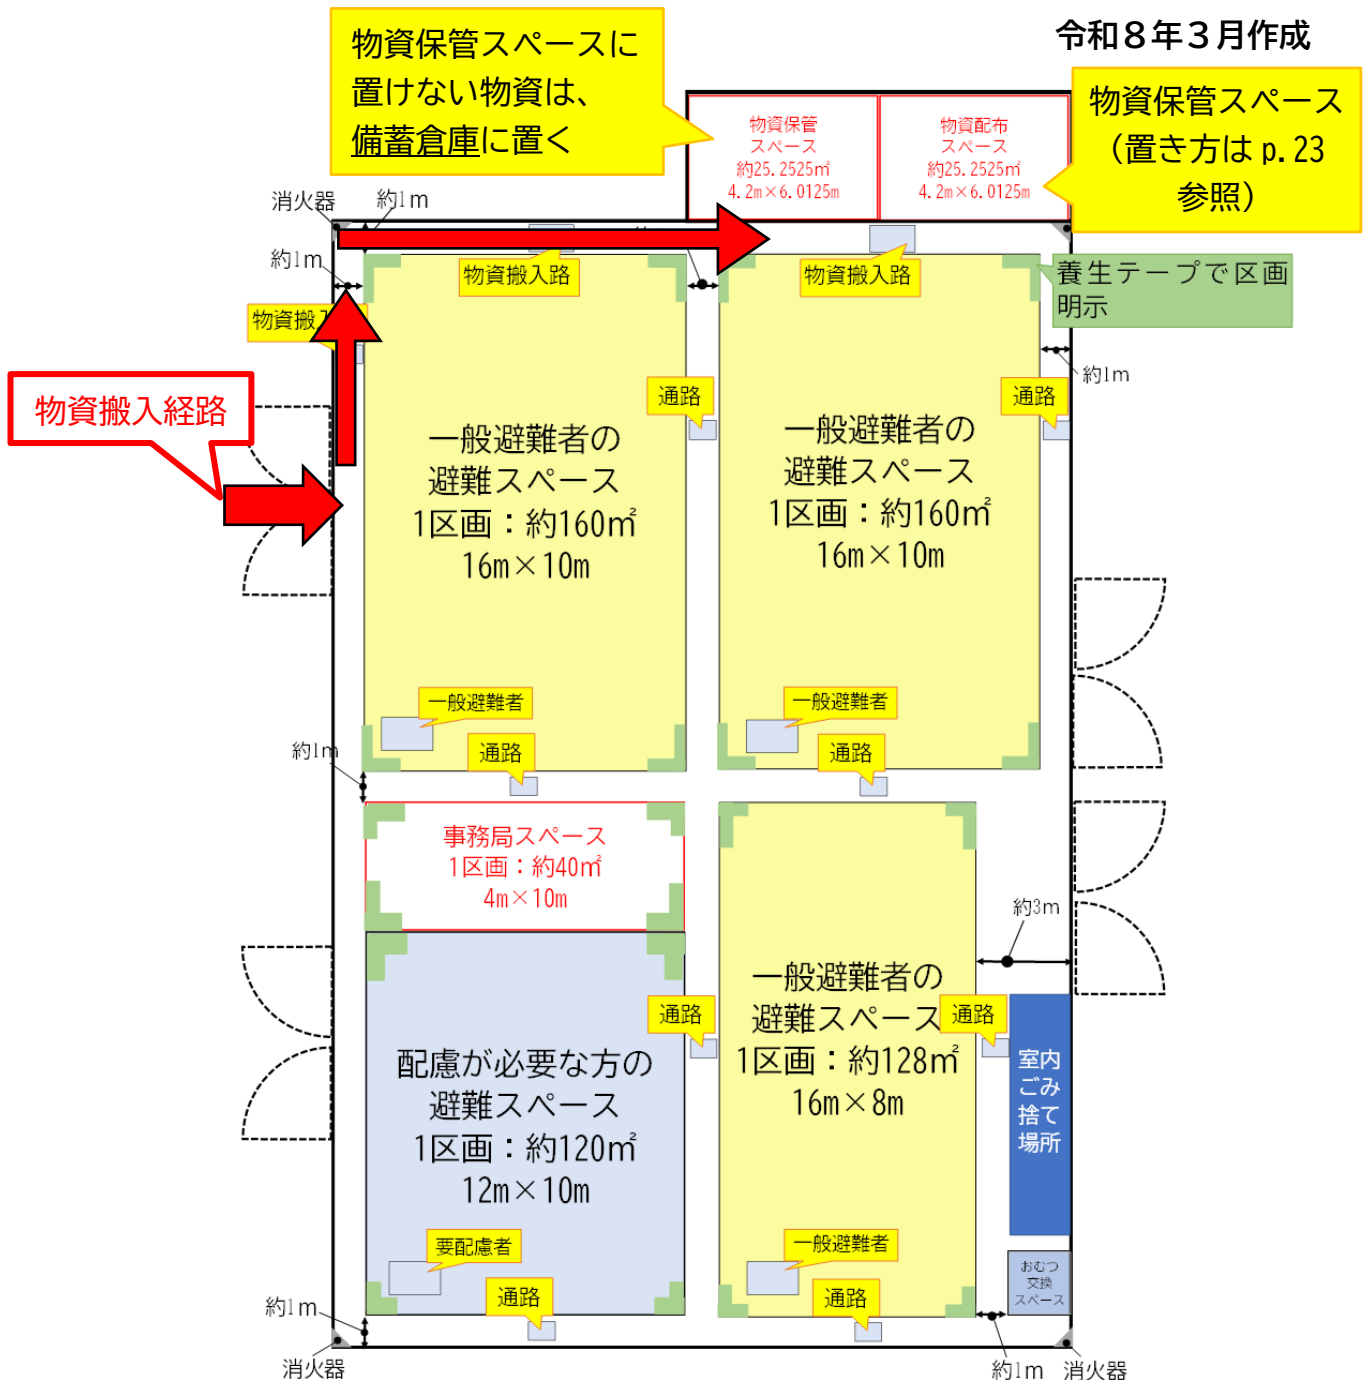 令和８年３月作成
物資保管スペースに
置けない物資は、
備蓄倉庫に置く
物資保管
スペース
約25.2525㎡
4.2m×6.0125m
物資配布
スペース
約25.2525㎡
4.2m×6.0125m
物資保管スペース
（置き方は p.23
参照）
消火器
約1m
約1m
物資搬入路
物資搬入路
養生テープで区画
明示
物資搬
約1m
物資搬入経路
通路
通路
一般避難者の
避難スペース
1区画：約160㎡
16m×10m
一般避難者の
避難スペース
1区画：約160㎡
16m×10m
一般避難者
一般避難者
約1m
通路
通路
事務局スペース
1区画：約40㎡
4m×10m
約3m
一般避難者の
避難スペース
1区画：約128㎡
16m×8m
通路
通路
配慮が必要な方の
避難スペース
1区画：約120㎡
12m×10m
室内
ごみ
捨て
場所
要配慮者
一般避難者
おむつ
交換
スペース
通路
通路
約1m
消火器
約1m
消火器